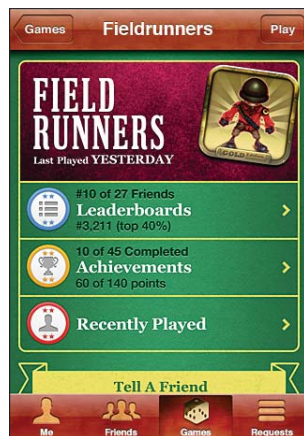 Games Fieldrunners Play
FIELD
RUNNERS
Last Played YESTERDAY
GOLD
#10 of 27 Friends
Leaderboards
#3,211 (top 40%)
10 of 45 Completed
Achievements
60 of 140 points
Recently Played
Tell A Friend
Me Friends Games Requests